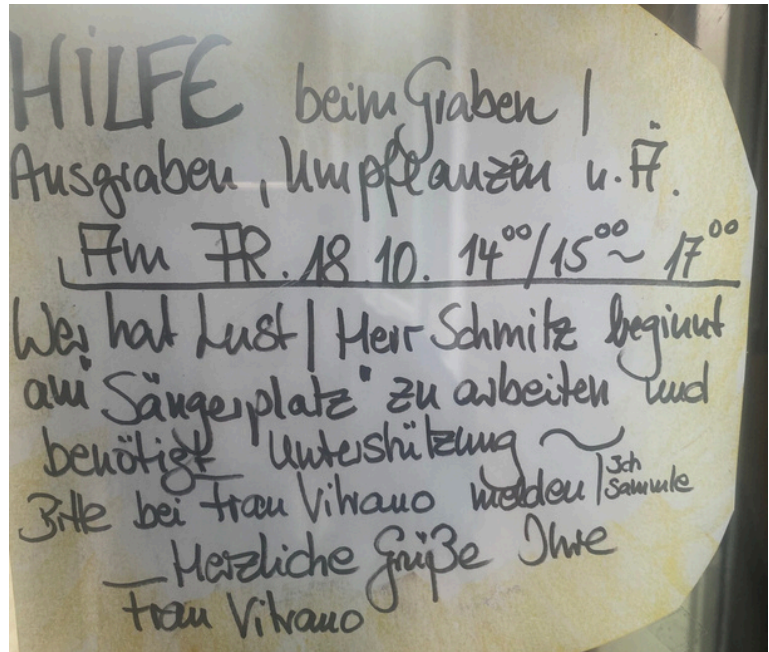 HILFE beim Graben |
Ausgraben, Umpflanzen u. Ä.
Am FR. 18.10. 14⁰⁰/15⁰⁰ ~ 17⁰⁰
Wer hat Lust | Herr Schmitz beginnt
am "Sängerplatz" zu arbeiten und
benötigt Unterstützung ~
Bitte bei Frau Vitrano melden | Ich sammle
Herzliche Grüße Ihre
Frau Vitrano